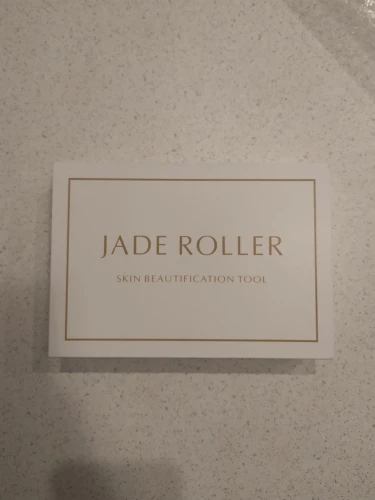 JADE ROLLER
SKIN BEAUTIFICATION TOOL